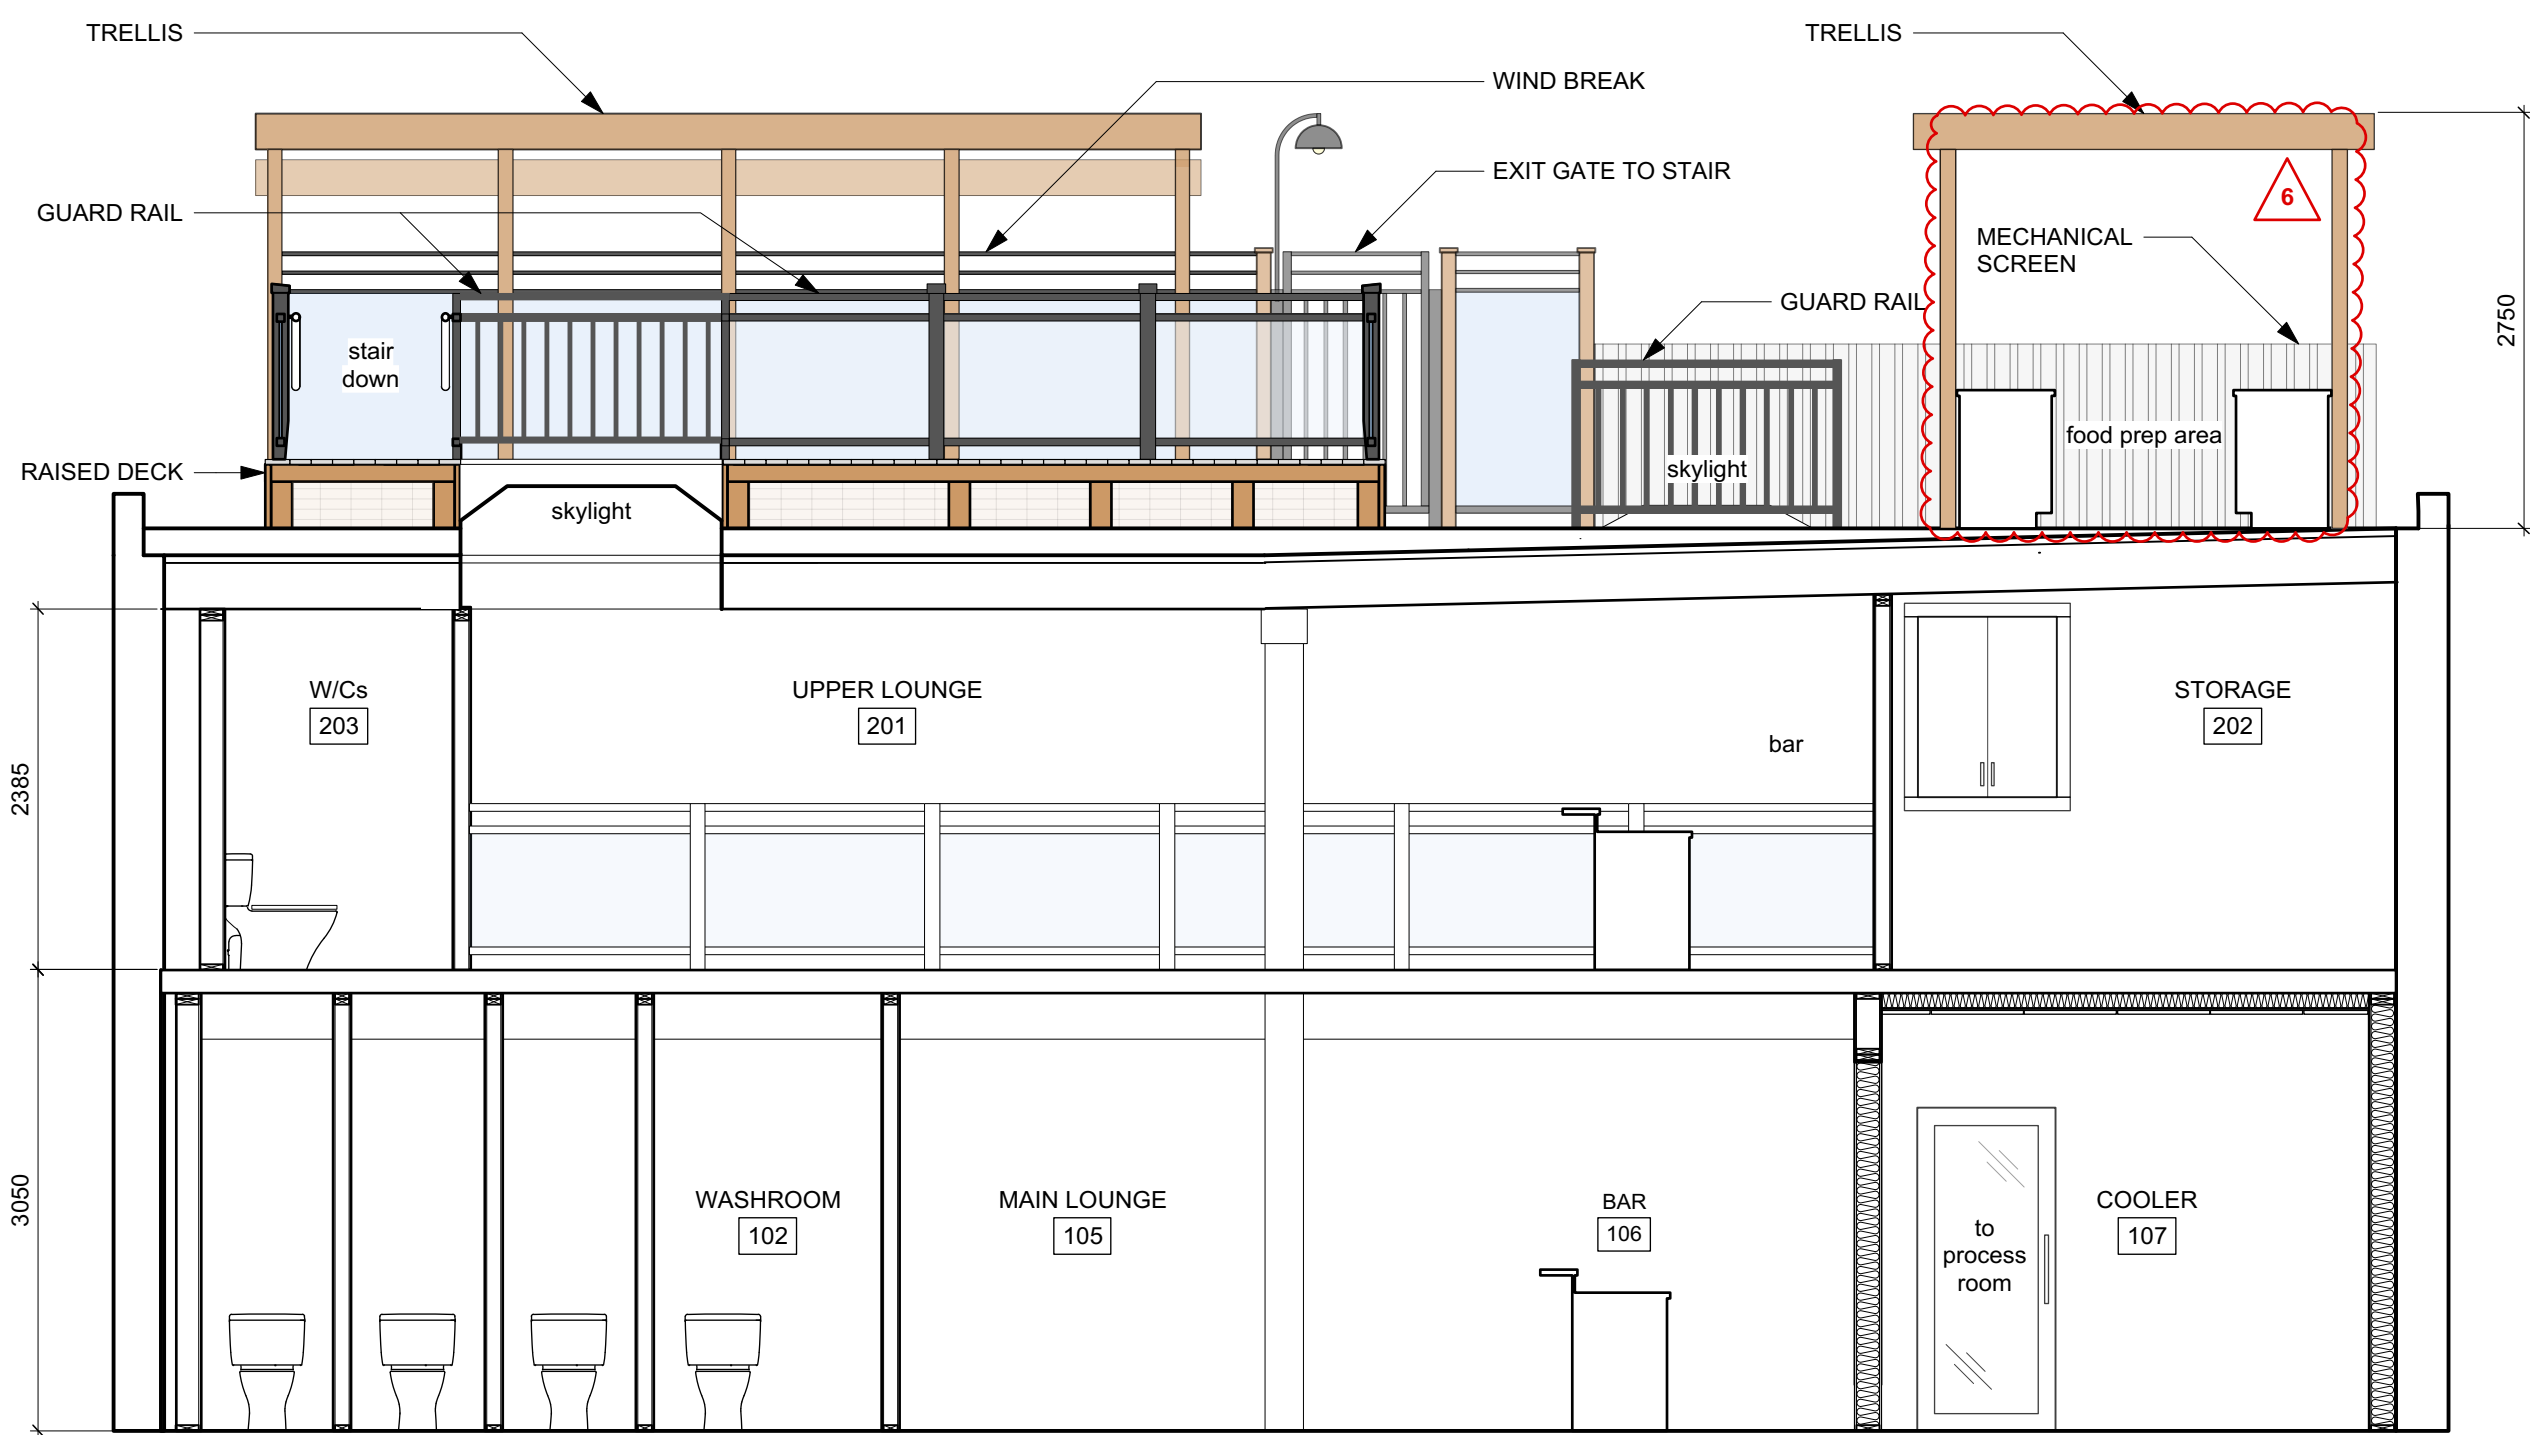 TRELLIS
TRELLIS
WIND BREAK
EXIT GATE TO STAIR
6
GUARD RAIL
MECHANICAL
SCREEN
GUARD RAIL
2750
stair
down
food prep area
RAISED DECK
skylight
skylight
W/Cs
203
UPPER LOUNGE
201
STORAGE
202
bar
2385
WASHROOM
102
MAIN LOUNGE
105
BAR
106
COOLER
107
to
process
room
3050